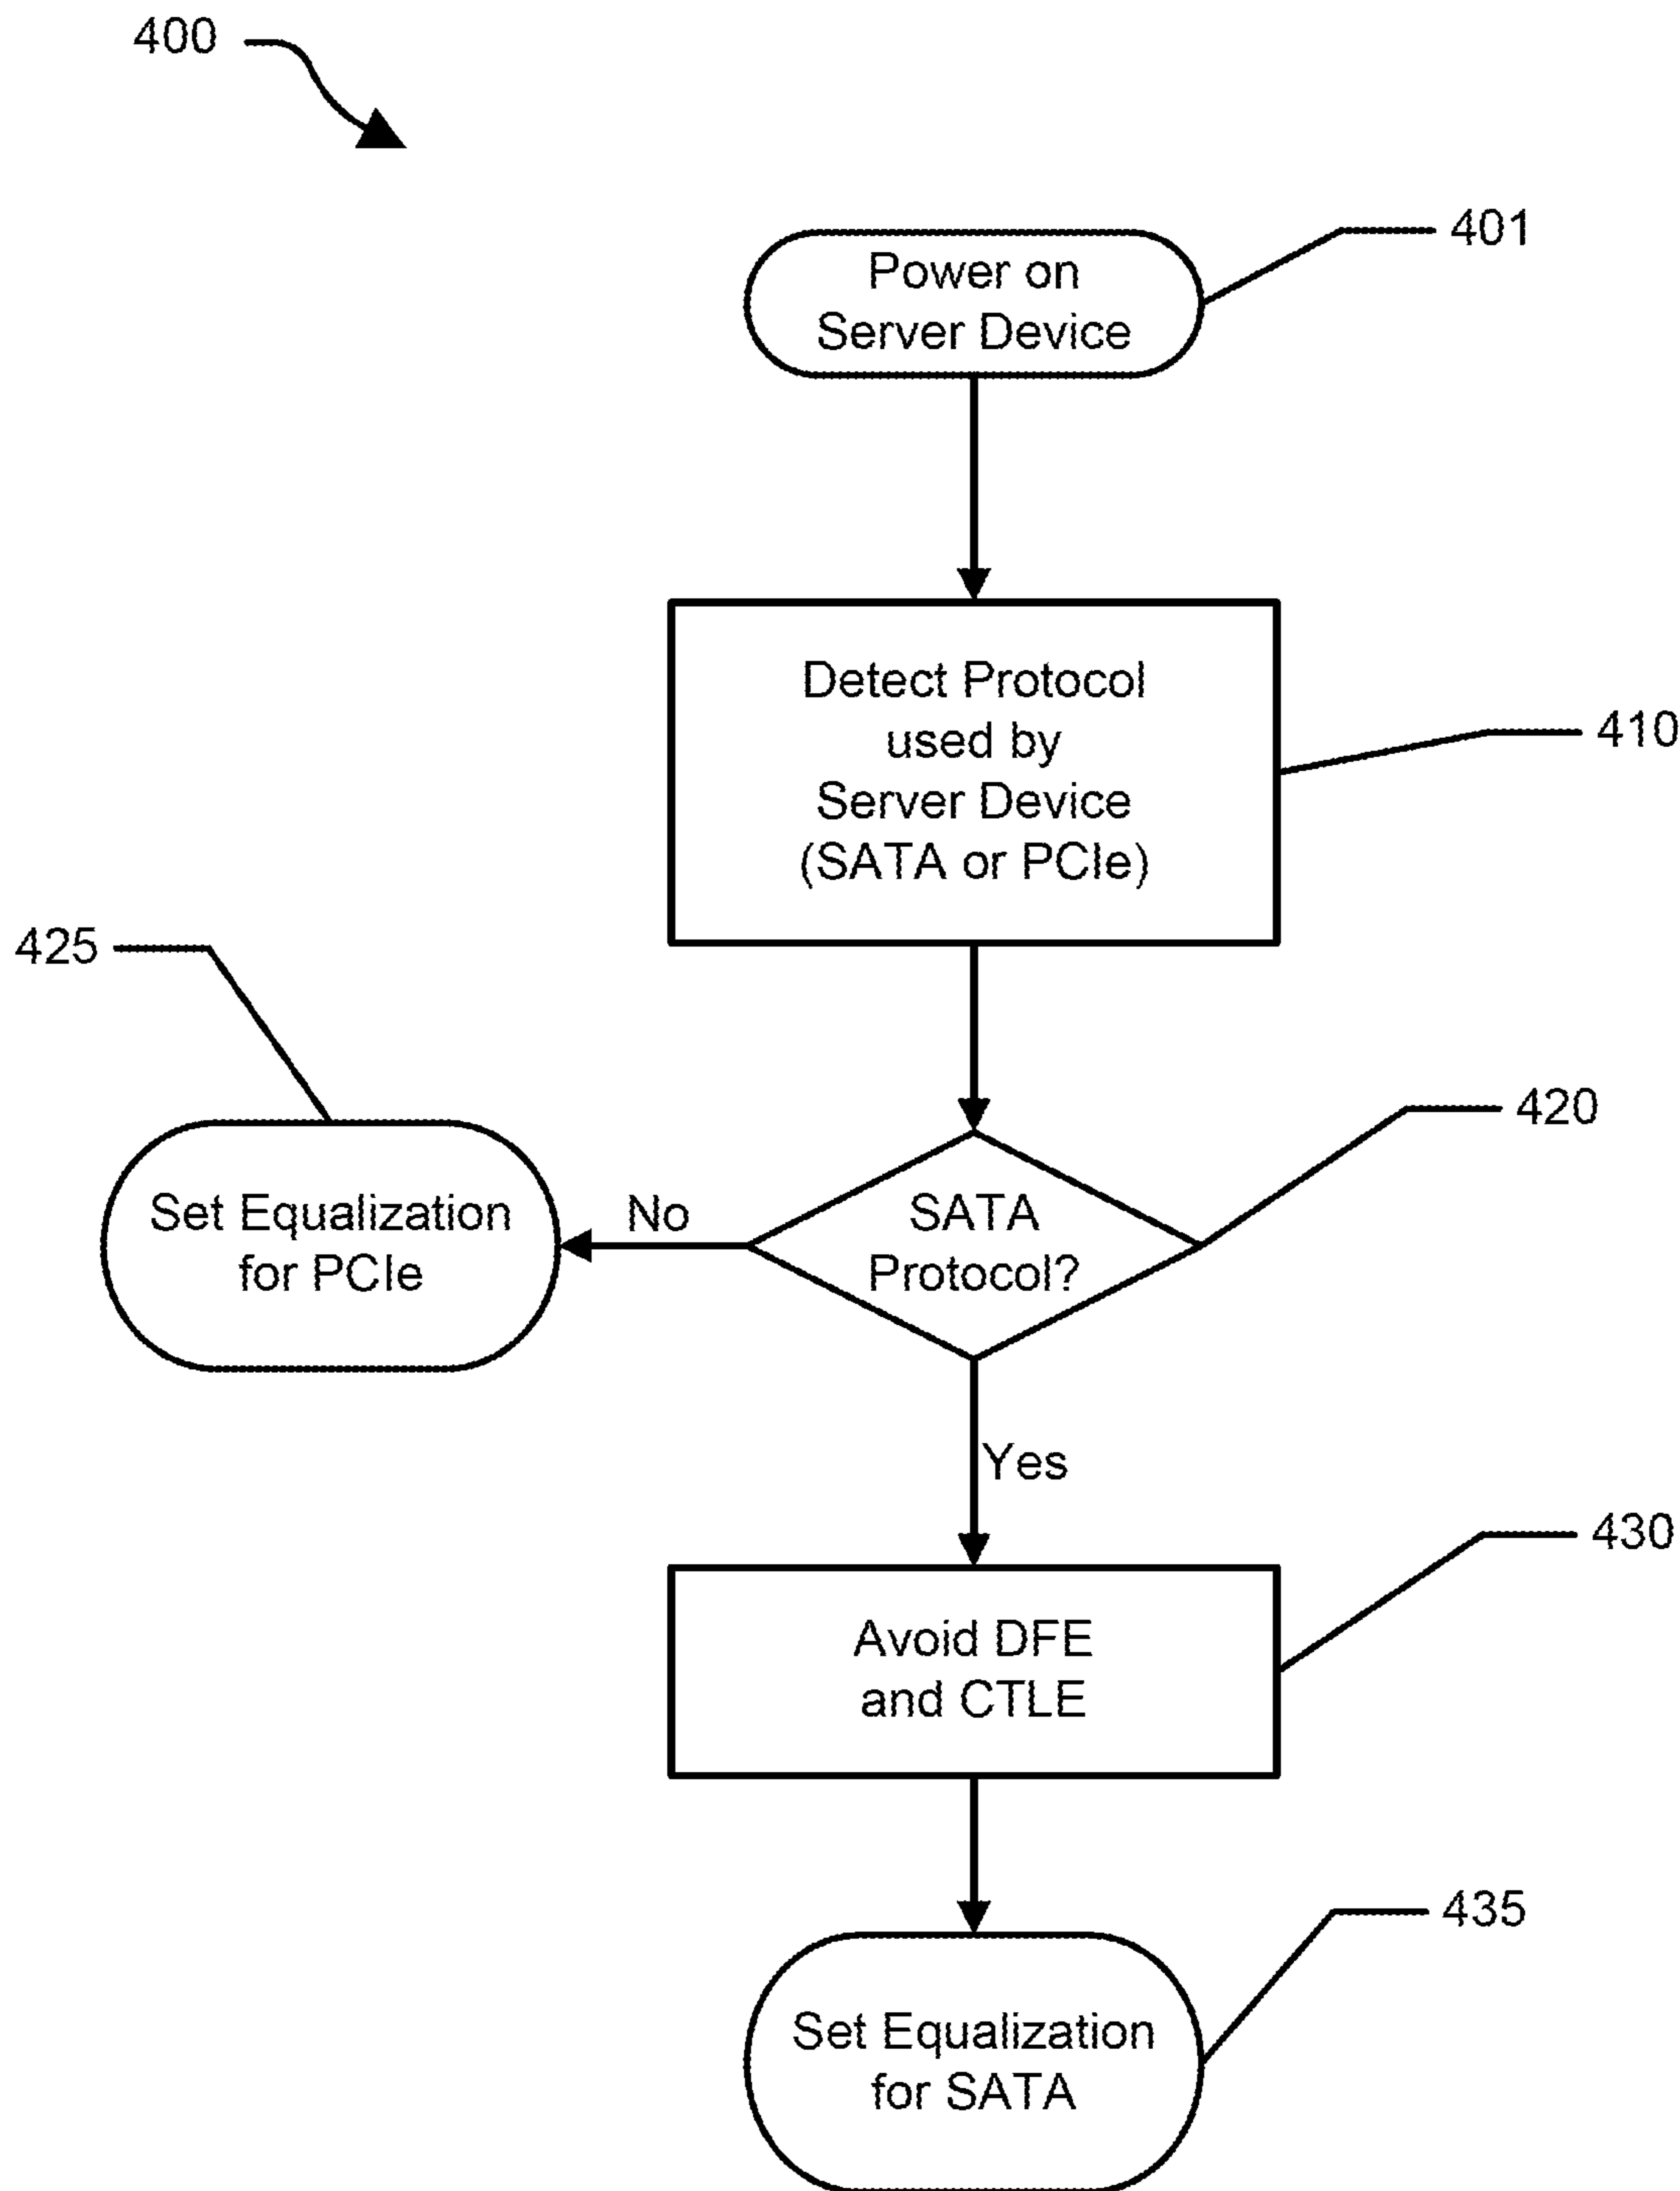 400
401
Power on
Server Device
Detect Protocol
used by
Server Device
(SATA or PCIe)
410
425
420
Set Equalization
for PCIe
No
SATA
Protocol?
Yes
430
Avoid DFE
and CTLE
435
Set Equalization
for SATA